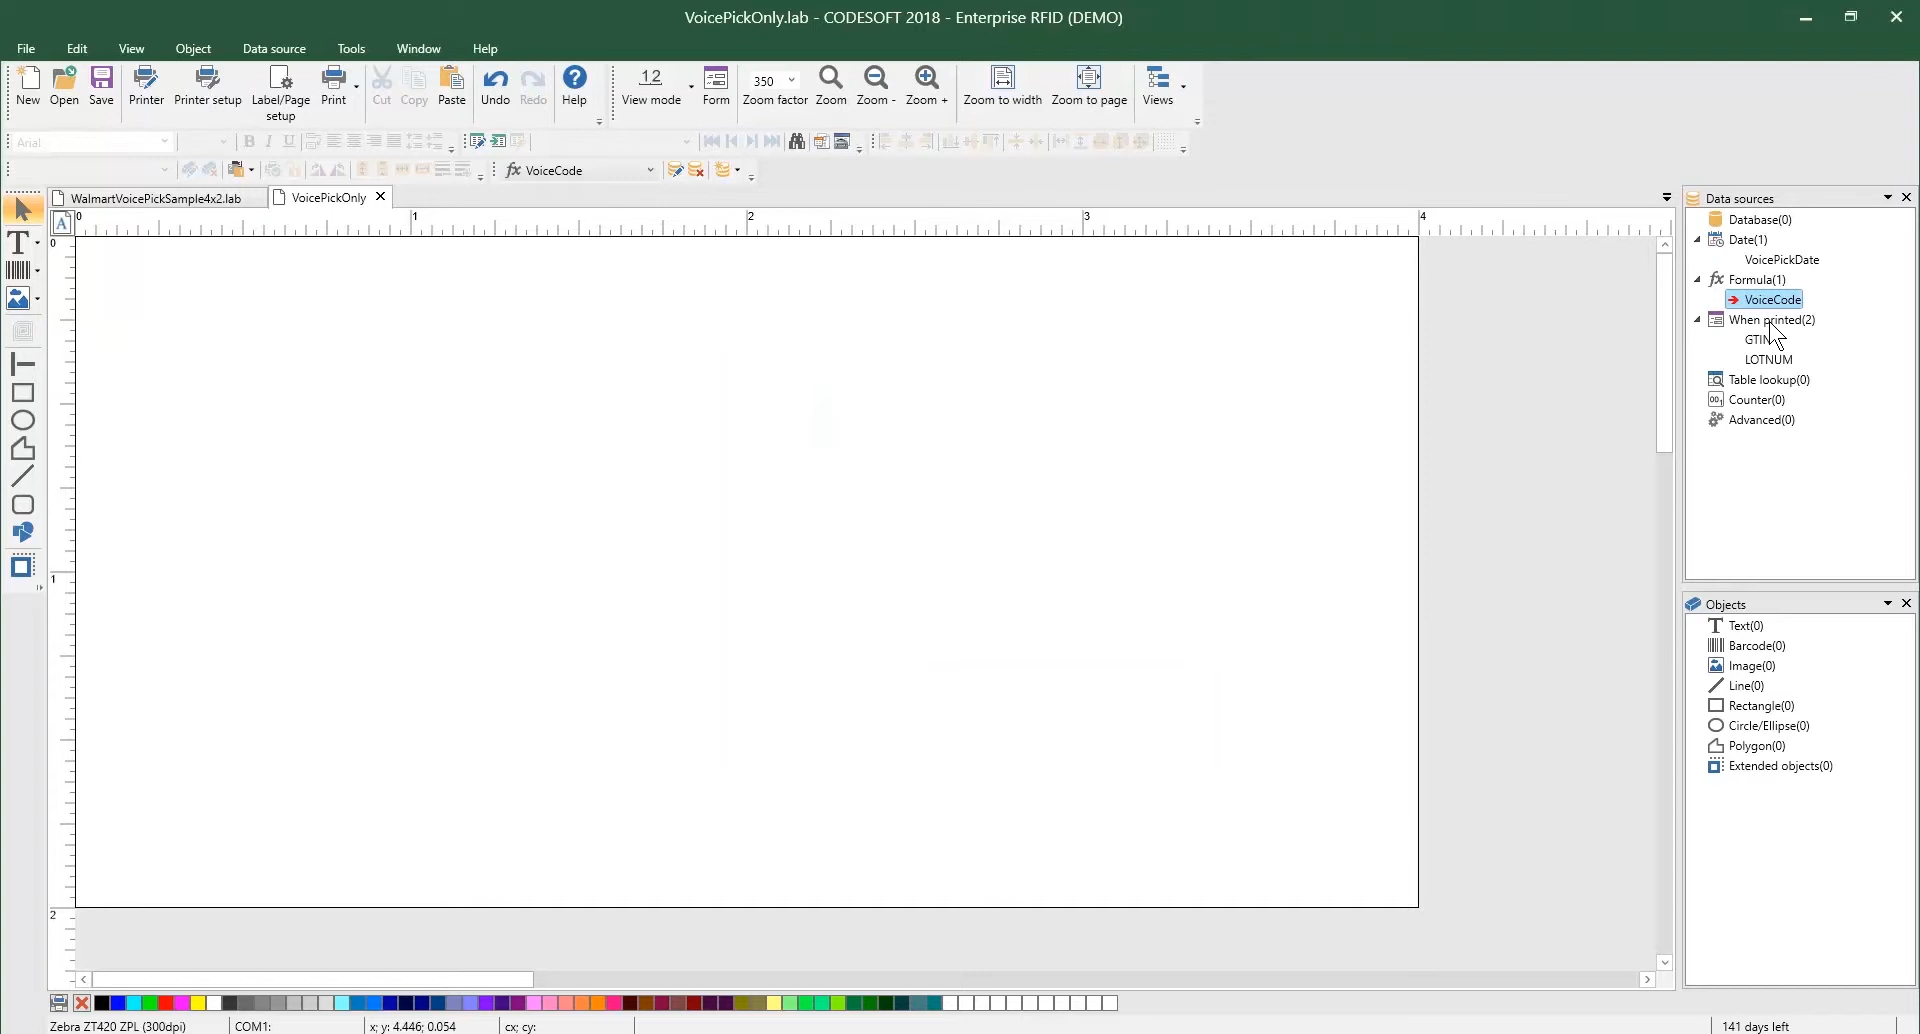 VoicePickOnly.lab - CODESOFT 2018 - Enterprise RFID (DEMO)
File Edit View Object Data source Tools Window Help
New Open Save Printer Printer setup Label/Page setup Print Cut Copy Paste Undo Redo Help 12 View mode Form 350 Zoom factor Zoom Zoom - Zoom + Zoom to width Zoom to page Views
Arial B I U
fx VoiceCode
WalmartVoicePickSample4x2.lab VoicePickOnly
A 0 1 2 3 4
0
1
2
T
Data sources
Database(0)
Date(1)
VoicePickDate
fx Formula(1)
VoiceCode
When printed(2)
LOTNUM
Table lookup(0)
Counter(0)
Advanced(0)
Objects
T Text(0)
Barcode(0)
Image(0)
Line(0)
Rectangle(0)
Circle/Ellipse(0)
Polygon(0)
Extended objects(0)
Zebra ZT420 ZPL (300dpi) COM1: x; y: 4.446; 0.054 cx; cy: 141 days left